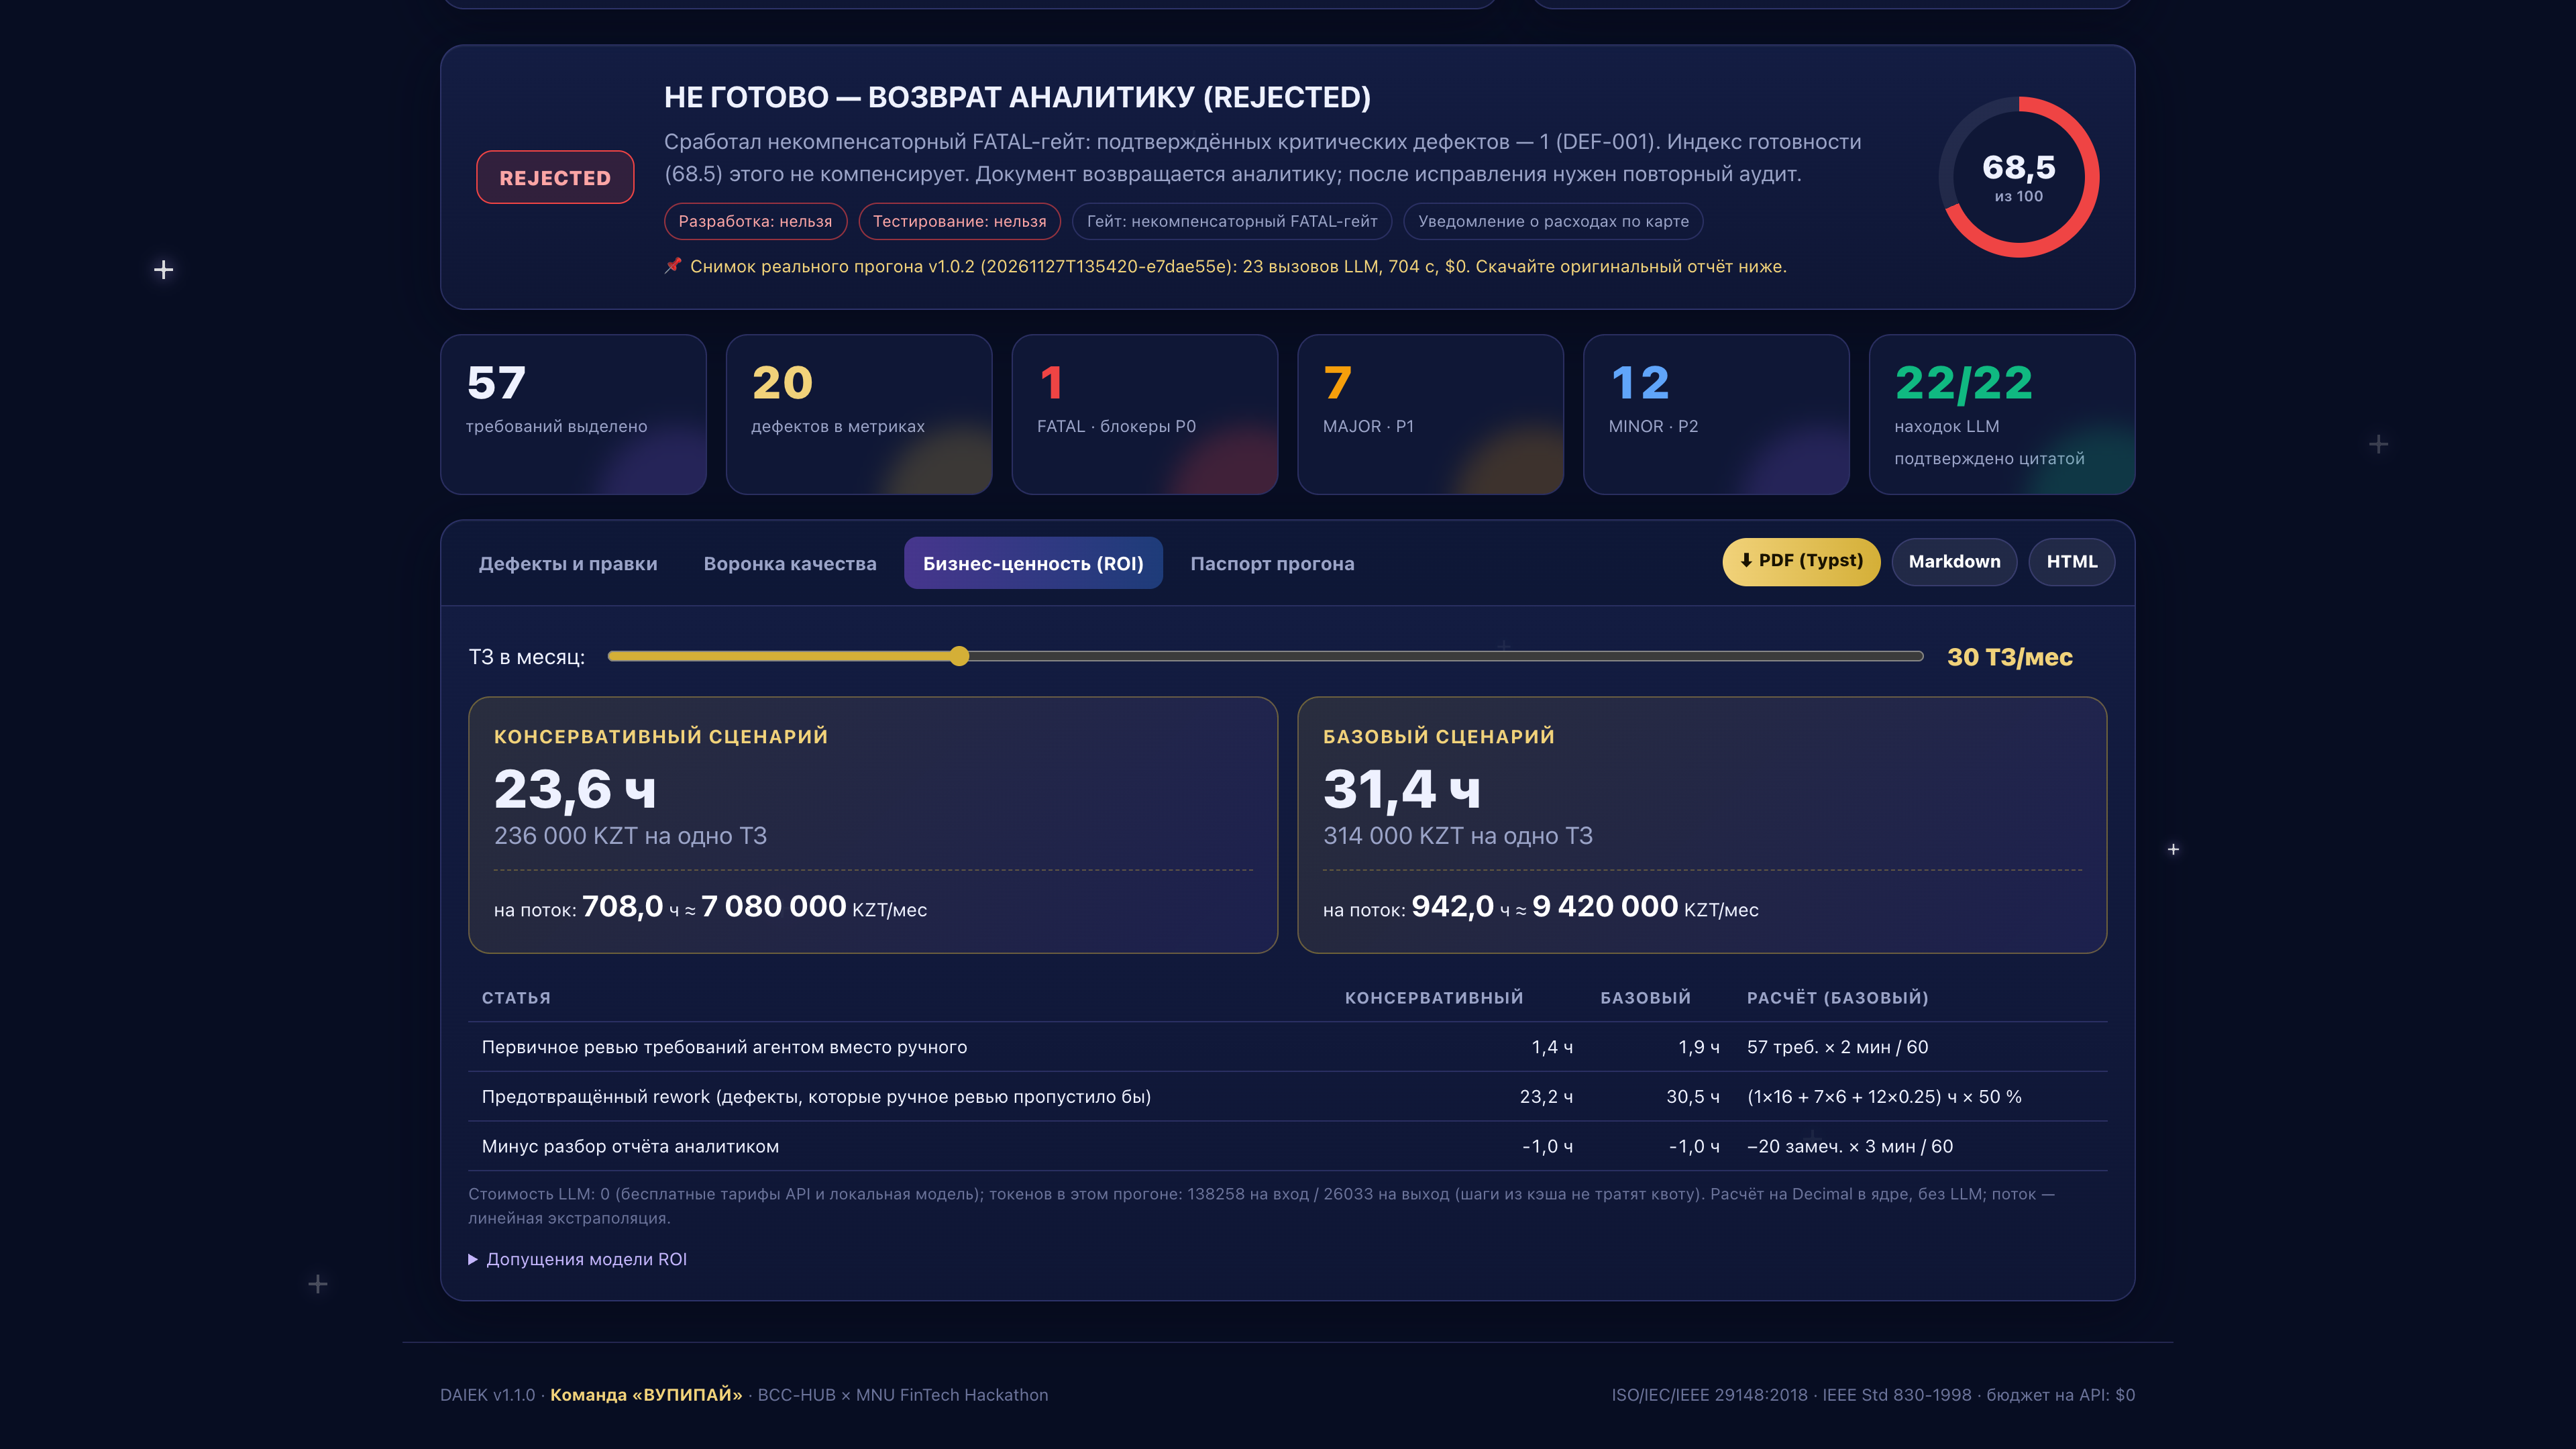 REJECTED
НЕ ГОТОВО — ВОЗВРАТ АНАЛИТИКУ (REJECTED)
Сработал некомпенсаторный FATAL-гейт: подтверждённых критических дефектов — 1 (DEF-001). Индекс готовности
(68.5) этого не компенсирует. Документ возвращается аналитику; после исправления нужен повторный аудит.
Разработка: нельзя
Тестирование: нельзя
Гейт: некомпенсаторный FATAL-гейт
Уведомление о расходах по карте
📌 Снимок реального прогона v1.0.2 (20261127T135420-e7dae55e): 23 вызовов LLM, 704 с, $0. Скачайте оригинальный отчёт ниже.
68,5
из 100
57
требований выделено
20
дефектов в метриках
1
FATAL · блокеры P0
7
MAJOR · P1
12
MINOR · P2
22/22
находок LLM
подтверждено цитатой
Дефекты и правки
Воронка качества
Бизнес-ценность (ROI)
Паспорт прогона
⬇ PDF (Typst)
Markdown
HTML
ТЗ в месяц:
30 ТЗ/мес
КОНСЕРВАТИВНЫЙ СЦЕНАРИЙ
23,6 ч
236 000 KZT на одно ТЗ
на поток: 708,0 ч ≈ 7 080 000 KZT/мес
БАЗОВЫЙ СЦЕНАРИЙ
31,4 ч
314 000 KZT на одно ТЗ
на поток: 942,0 ч ≈ 9 420 000 KZT/мес
СТАТЬЯ КОНСЕРВАТИВНЫЙ БАЗОВЫЙ РАСЧЁТ (БАЗОВЫЙ)
Первичное ревью требований агентом вместо ручного 1,4 ч 1,9 ч 57 треб. × 2 мин / 60
Предотвращённый rework (дефекты, которые ручное ревью пропустило бы) 23,2 ч 30,5 ч (1×16 + 7×6 + 12×0.25) ч × 50 %
Минус разбор отчёта аналитиком -1,0 ч -1,0 ч −20 замеч. × 3 мин / 60
Стоимость LLM: 0 (бесплатные тарифы API и локальная модель); токенов в этом прогоне: 138258 на вход / 26033 на выход (шаги из кэша не тратят квоту). Расчёт на Decimal в ядре, без LLM; поток —
линейная экстраполяция.
▶ Допущения модели ROI
DAIEK v1.1.0 · Команда «ВУПИПАЙ» · BCC-HUB × MNU FinTech Hackathon
ISO/IEC/IEEE 29148:2018 · IEEE Std 830-1998 · бюджет на API: $0